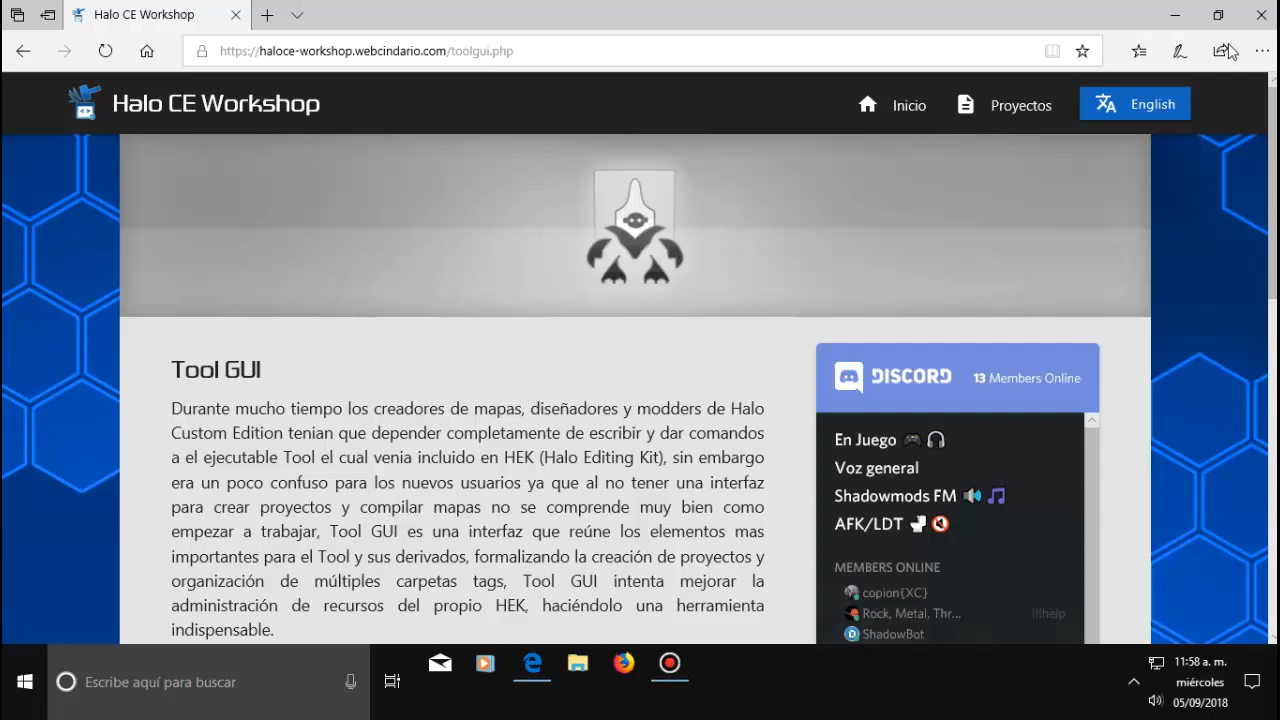 Halo CE Workshop
https://haloce-workshop.webcindario.com/toolgui.php
Halo CE Workshop
Inicio
Proyectos
English
Tool GUI
Durante mucho tiempo los creadores de mapas, diseñadores y modders de Halo
Custom Edition tenian que depender completamente de escribir y dar comandos
a el ejecutable Tool el cual venia incluido en HEK (Halo Editing Kit), sin embargo
era un poco confuso para los nuevos usuarios ya que al no tener una interfaz
para crear proyectos y compilar mapas no se comprende muy bien como
empezar a trabajar, Tool GUI es una interfaz que reúne los elementos mas
importantes para el Tool y sus derivados, formalizando la creación de proyectos y
organización de múltiples carpetas tags, Tool GUI intenta mejorar la
administración de recursos del propio HEK, haciéndolo una herramienta
indispensable.
DISCORD
13 Members Online
En Juego 🎮 🎧
Voz general
Shadowmods FM 🔊 🎵
AFK/LDT 🚽 🔇
MEMBERS ONLINE
copion{XC}
Rock, Metal, Thr... lllhelp
ShadowBot
Escribe aquí para buscar
11:58 a. m.
miércoles
05/09/2018